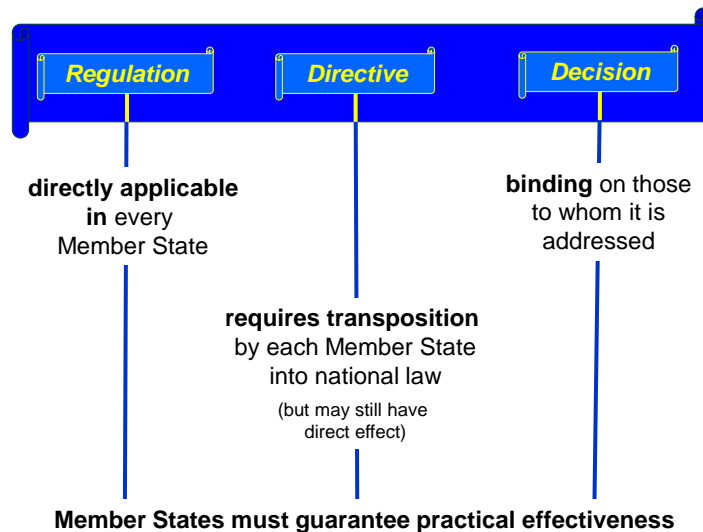 Regulation
Directive
Decision
directly applicable
in every
Member State
binding on those
to whom it is
addressed
requires transposition
by each Member State
into national law
(but may still have
direct effect)
Member States must guarantee practical effectiveness